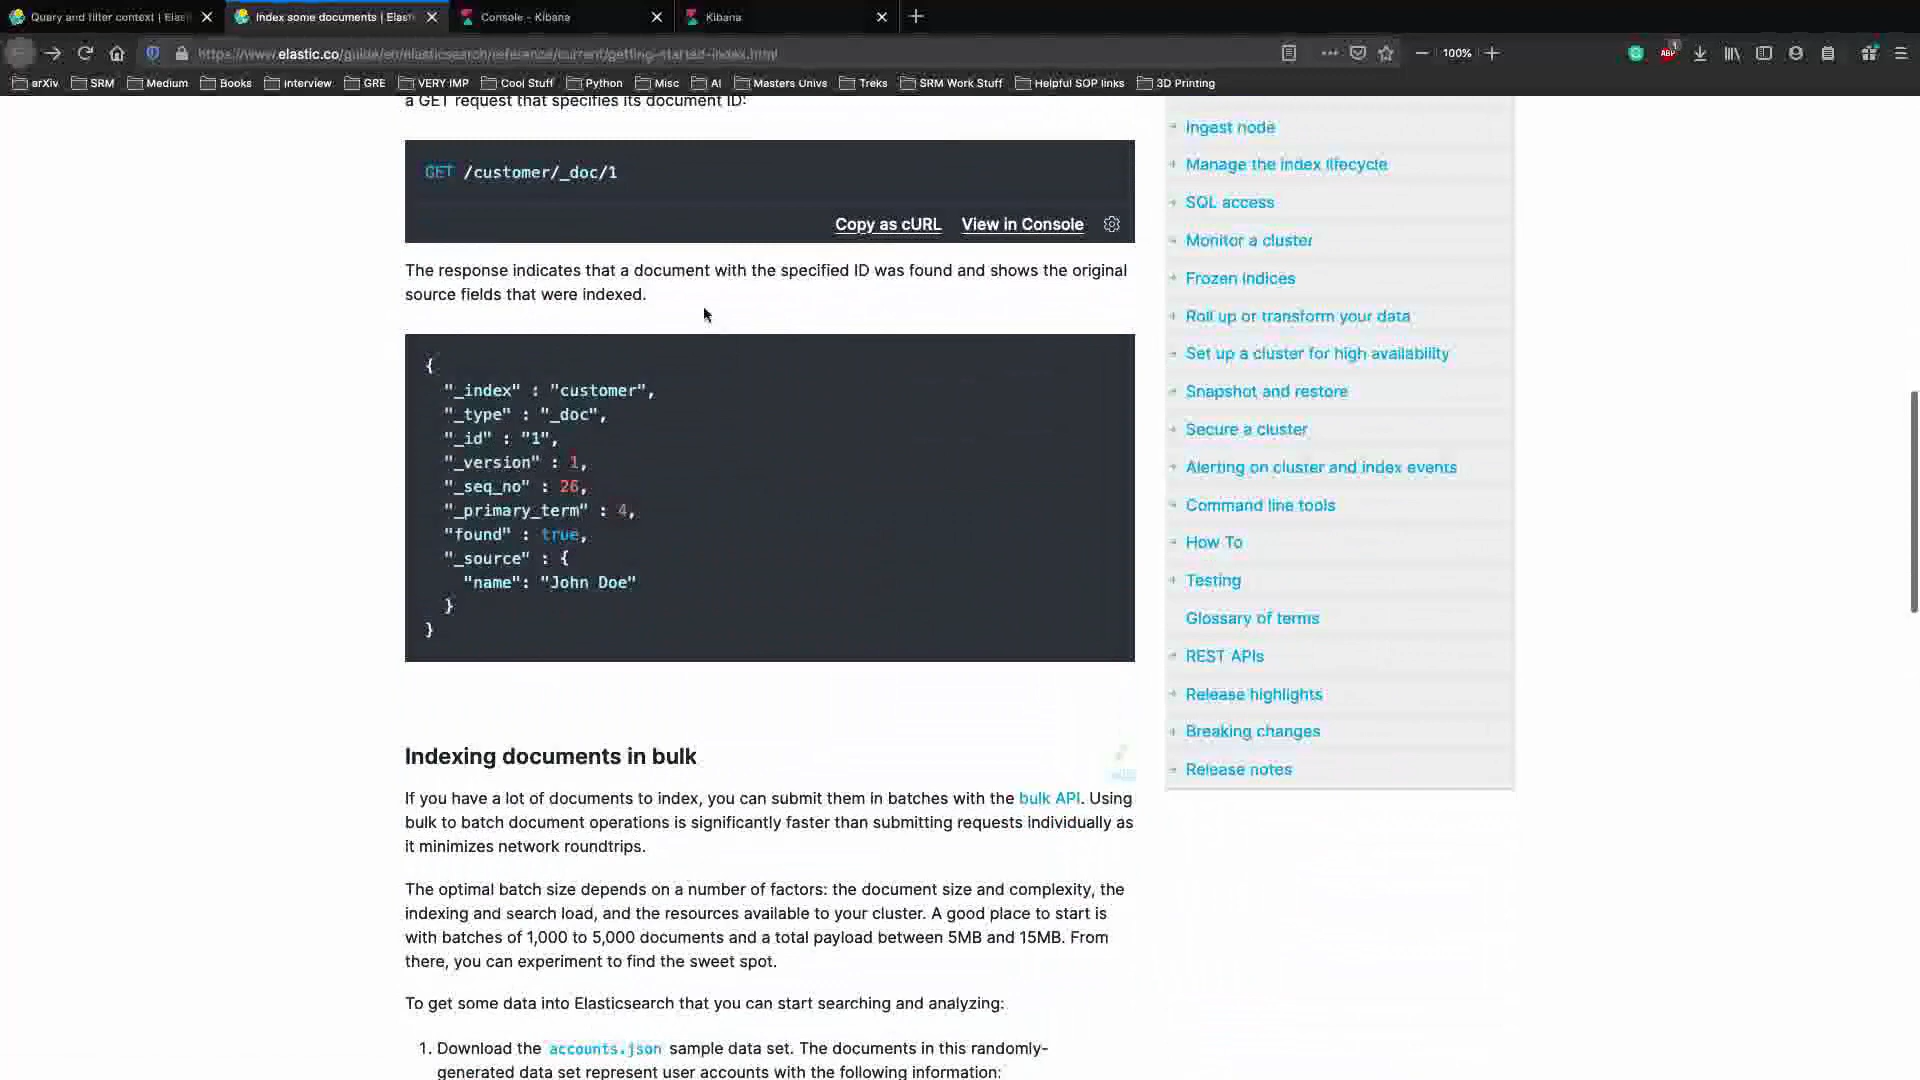 Query and filter context | Elas
Index some documents | Elast
Console - Kibana
Kibana
https://www.elastic.co/guide/en/elasticsearch/reference/current/getting-started-index.html
100%
ABP
1
arXiv
SRM
Medium
Books
Interview
GRE
VERY IMP
Cool Stuff
Python
Misc
AI
Masters Univs
Treks
SRM Work Stuff
Helpful SOP links
3D Printing
a GET request that specifies its document ID:
GET /customer/_doc/1
Copy as cURL
View in Console
The response indicates that a document with the specified ID was found and shows the original
source fields that were indexed.
{
"_index" : "customer",
"_type" : "_doc",
"_id" : "1",
"_version" : 1,
"_seq_no" : 26,
"_primary_term" : 4,
"found" : true,
"_source" : {
"name": "John Doe"
}
}
Indexing documents in bulk
If you have a lot of documents to index, you can submit them in batches with the bulk API. Using
bulk to batch document operations is significantly faster than submitting requests individually as
it minimizes network roundtrips.
The optimal batch size depends on a number of factors: the document size and complexity, the
indexing and search load, and the resources available to your cluster. A good place to start is
with batches of 1,000 to 5,000 documents and a total payload between 5MB and 15MB. From
there, you can experiment to find the sweet spot.
To get some data into Elasticsearch that you can start searching and analyzing:
1. Download the accounts.json sample data set. The documents in this randomly-
generated data set represent user accounts with the following information:
Ingest node
Manage the index lifecycle
SQL access
Monitor a cluster
Frozen indices
Roll up or transform your data
Set up a cluster for high availability
Snapshot and restore
Secure a cluster
Alerting on cluster and index events
Command line tools
How To
Testing
Glossary of terms
REST APIs
Release highlights
Breaking changes
Release notes